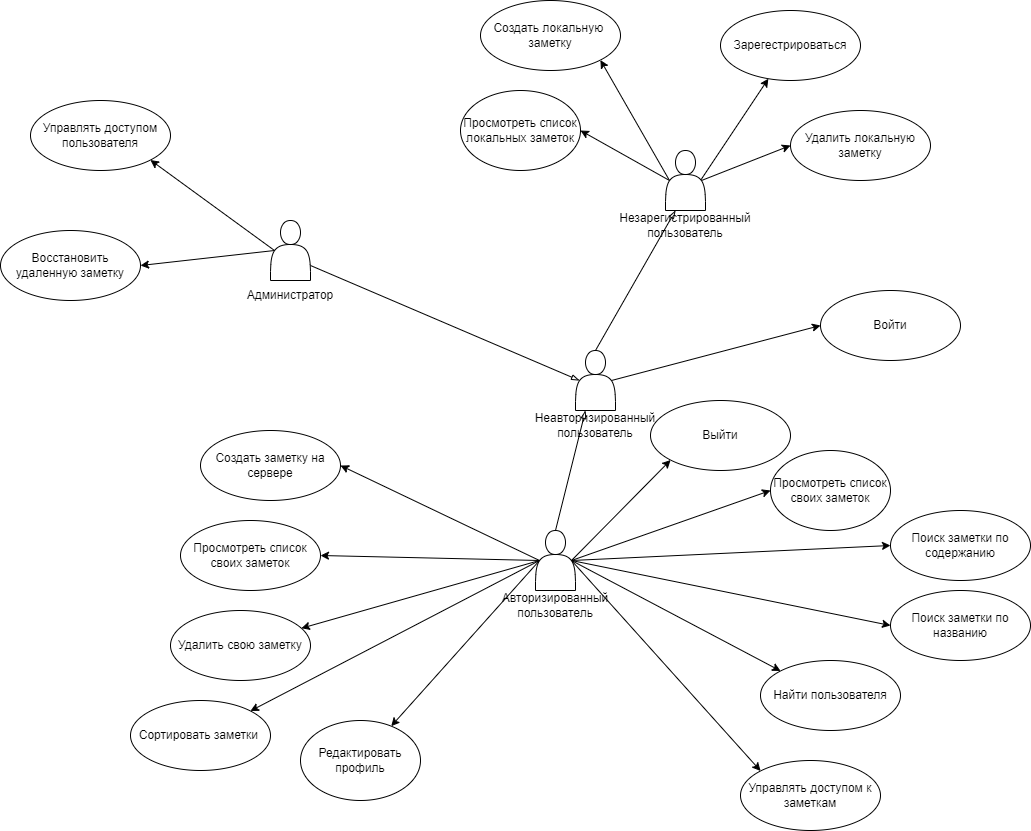 Создать локальную
заметку
Зарегестрироваться
Просмотреть список
локальных заметок
Удалить локальную
заметку
Управлять доступом
пользователя
Незарегистрированный
пользователь
Восстановить
удаленную заметку
Администратор
Войти
Неавторизированный
пользователь
Выйти
Создать заметку на
сервере
Просмотреть список
своих заметок
Просмотреть список
своих заметок
Поиск заметки по
содержанию
Авторизированный
пользователь
Поиск заметки по
названию
Удалить свою заметку
Найти пользователя
Сортировать заметки
Редактировать
профиль
Управлять доступом к
заметкам